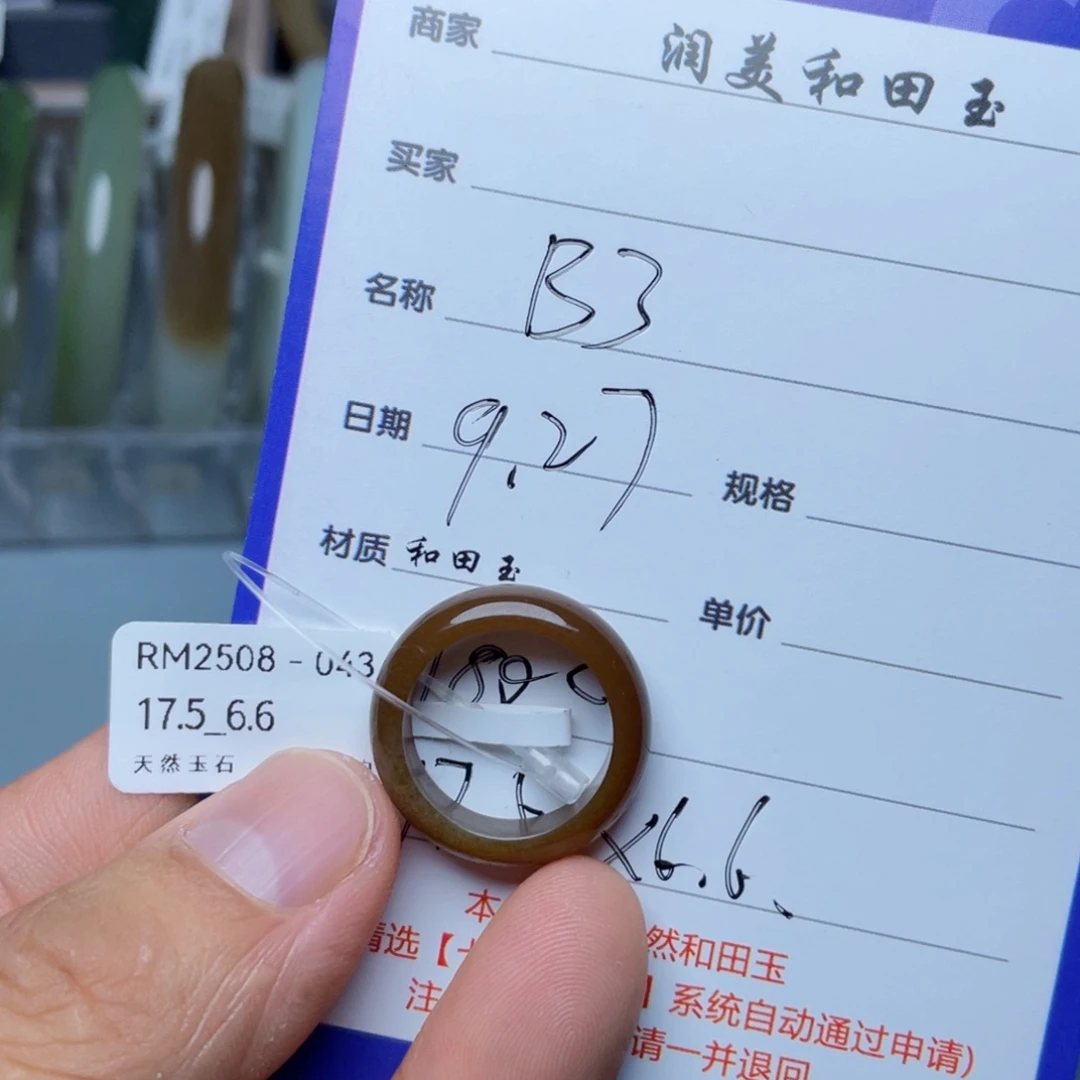 商家 润美和田玉
买家
名称 B3
日期 9.27 规格
材质 和田玉 单价
RM2508-043
17.5_6.6
天然玉石
x6.6
本 然和田玉
请选【 】系统自动通过申请)
注 请一并退回